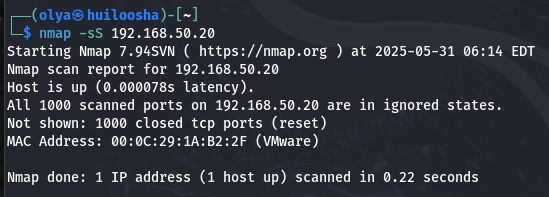 ┌──(olya㉿huiloosha)-[~]
└─$ nmap -sS 192.168.50.20
Starting Nmap 7.94SVN ( https://nmap.org ) at 2025-05-31 06:14 EDT
Nmap scan report for 192.168.50.20
Host is up (0.000078s latency).
All 1000 scanned ports on 192.168.50.20 are in ignored states.
Not shown: 1000 closed tcp ports (reset)
MAC Address: 00:0C:29:1A:B2:2F (VMware)

Nmap done: 1 IP address (1 host up) scanned in 0.22 seconds